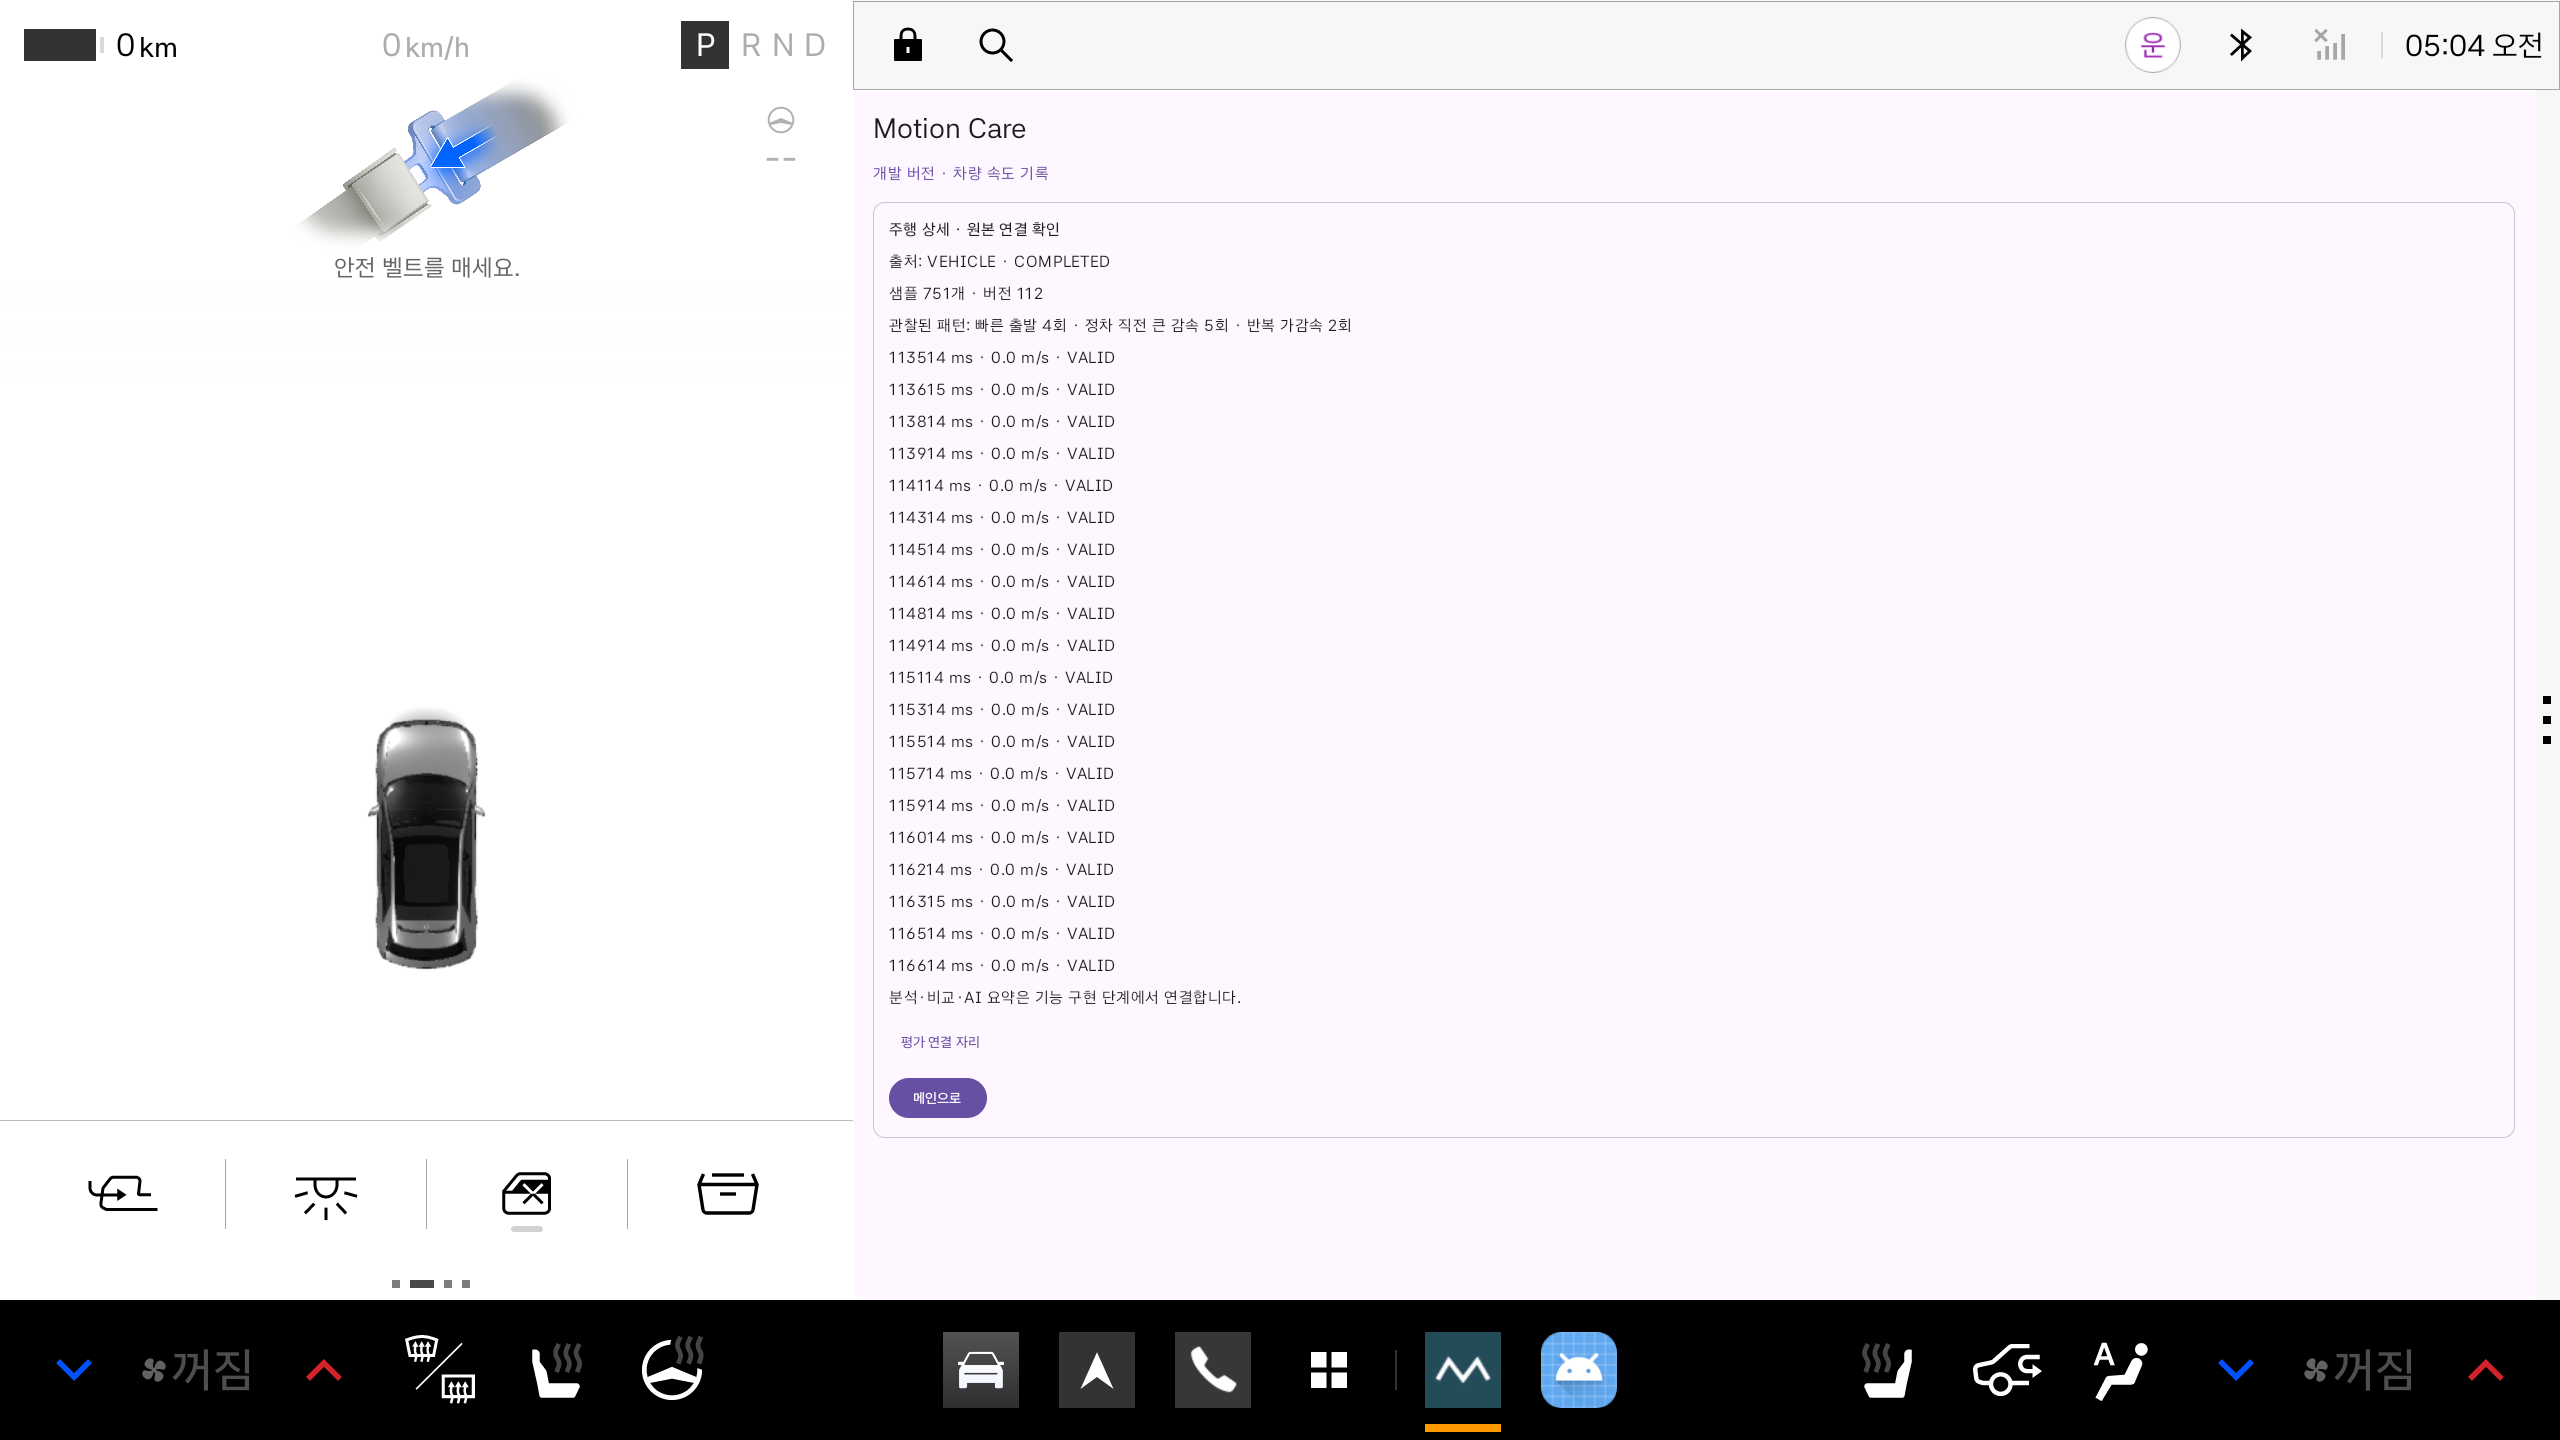 0 km
0 km/h
P R N D
안전 벨트를 매세요.
운
05:04 오전
Motion Care
개발 버전 · 차량 속도 기록
주행 상세 · 원본 연결 확인
출처: VEHICLE · COMPLETED
샘플 751개 · 버전 112
관찰된 패턴: 빠른 출발 4회 · 정차 직전 큰 감속 5회 · 반복 가감속 2회
113514 ms · 0.0 m/s · VALID
113615 ms · 0.0 m/s · VALID
113814 ms · 0.0 m/s · VALID
113914 ms · 0.0 m/s · VALID
114114 ms · 0.0 m/s · VALID
114314 ms · 0.0 m/s · VALID
114514 ms · 0.0 m/s · VALID
114614 ms · 0.0 m/s · VALID
114814 ms · 0.0 m/s · VALID
114914 ms · 0.0 m/s · VALID
115114 ms · 0.0 m/s · VALID
115314 ms · 0.0 m/s · VALID
115514 ms · 0.0 m/s · VALID
115714 ms · 0.0 m/s · VALID
115914 ms · 0.0 m/s · VALID
116014 ms · 0.0 m/s · VALID
116214 ms · 0.0 m/s · VALID
116315 ms · 0.0 m/s · VALID
116514 ms · 0.0 m/s · VALID
116614 ms · 0.0 m/s · VALID
분석·비교·AI 요약은 기능 구현 단계에서 연결합니다.
평가 연결 자리
메인으로
꺼짐
A
꺼짐